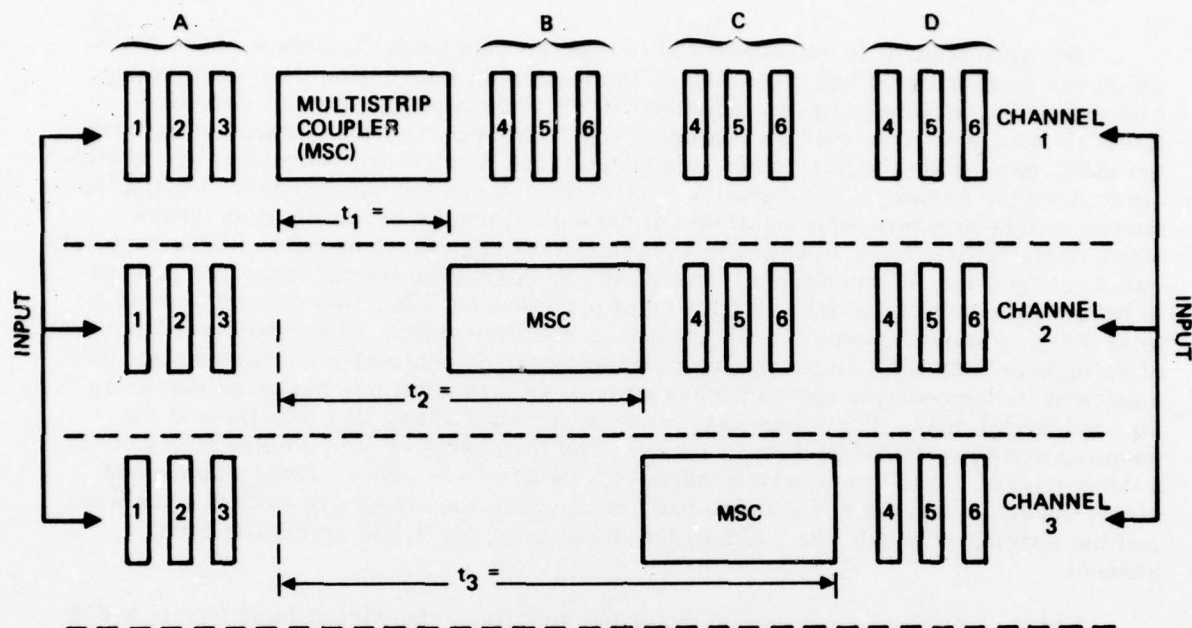 A B C D
1 2 3 MULTISTRIP COUPLER (MSC) 4 5 6 4 5 6 4 5 6 CHANNEL 1
t1 =
INPUT
1 2 3 MSC 4 5 6 4 5 6 CHANNEL 2
INPUT
t2 =
1 2 3 MSC 4 5 6 CHANNEL 3
t3 =